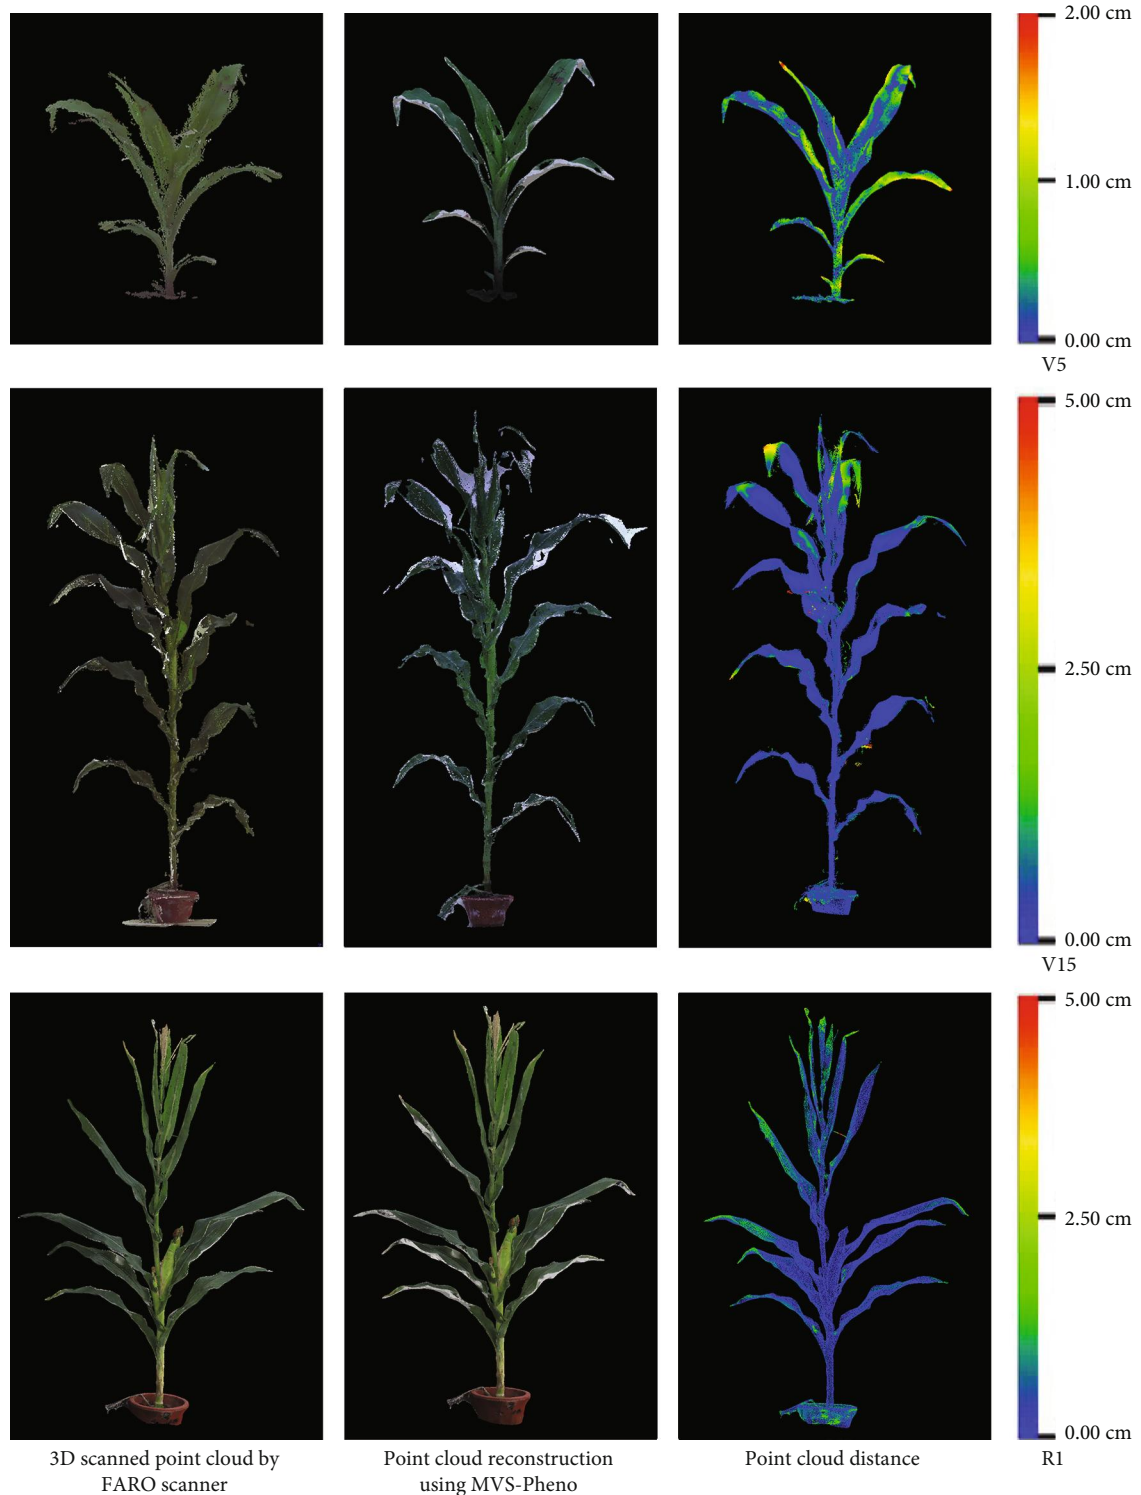 2.00 cm
1.00 cm
0.00 cm
V5
5.00 cm
2.50 cm
0.00 cm
V15
5.00 cm
2.50 cm
0.00 cm
R1
3D scanned point cloud by
FARO scanner
Point cloud reconstruction
using MVS-Pheno
Point cloud distance